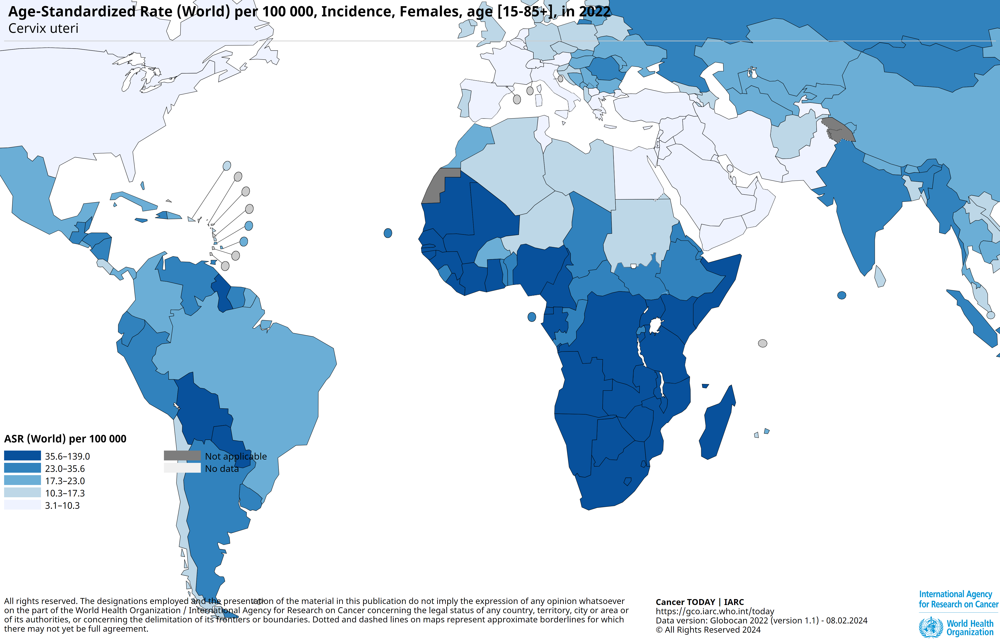 Age-Standardized Rate (World) per 100 000, Incidence, Females, age [15-85+], in 2022
Cervix uteri
ASR (World) per 100 000
35.6–139.0
23.0–35.6
17.3–23.0
10.3–17.3
3.1–10.3
Not applicable
No data
All rights reserved. The designations employed and the presentation of the material in this publication do not imply the expression of any opinion whatsoever
on the part of the World Health Organization / International Agency for Research on Cancer concerning the legal status of any country, territory, city or area or
of its authorities, or concerning the delimitation of its frontiers or boundaries. Dotted and dashed lines on maps represent approximate borderlines for which
there may not yet be full agreement.
Cancer TODAY | IARC
https://gco.iarc.who.int/today
Data version: Globocan 2022 (version 1.1) - 08.02.2024
© All Rights Reserved 2024
International Agency
for Research on Cancer
World Health
Organization